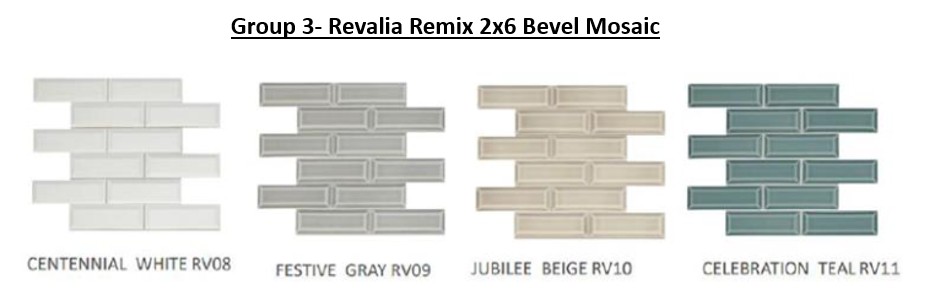 Group 3- Revalia Remix 2x6 Bevel Mosaic
CENTENNIAL WHITE RV08
FESTIVE GRAY RV09
JUBILEE BEIGE RV10
CELEBRATION TEAL RV11